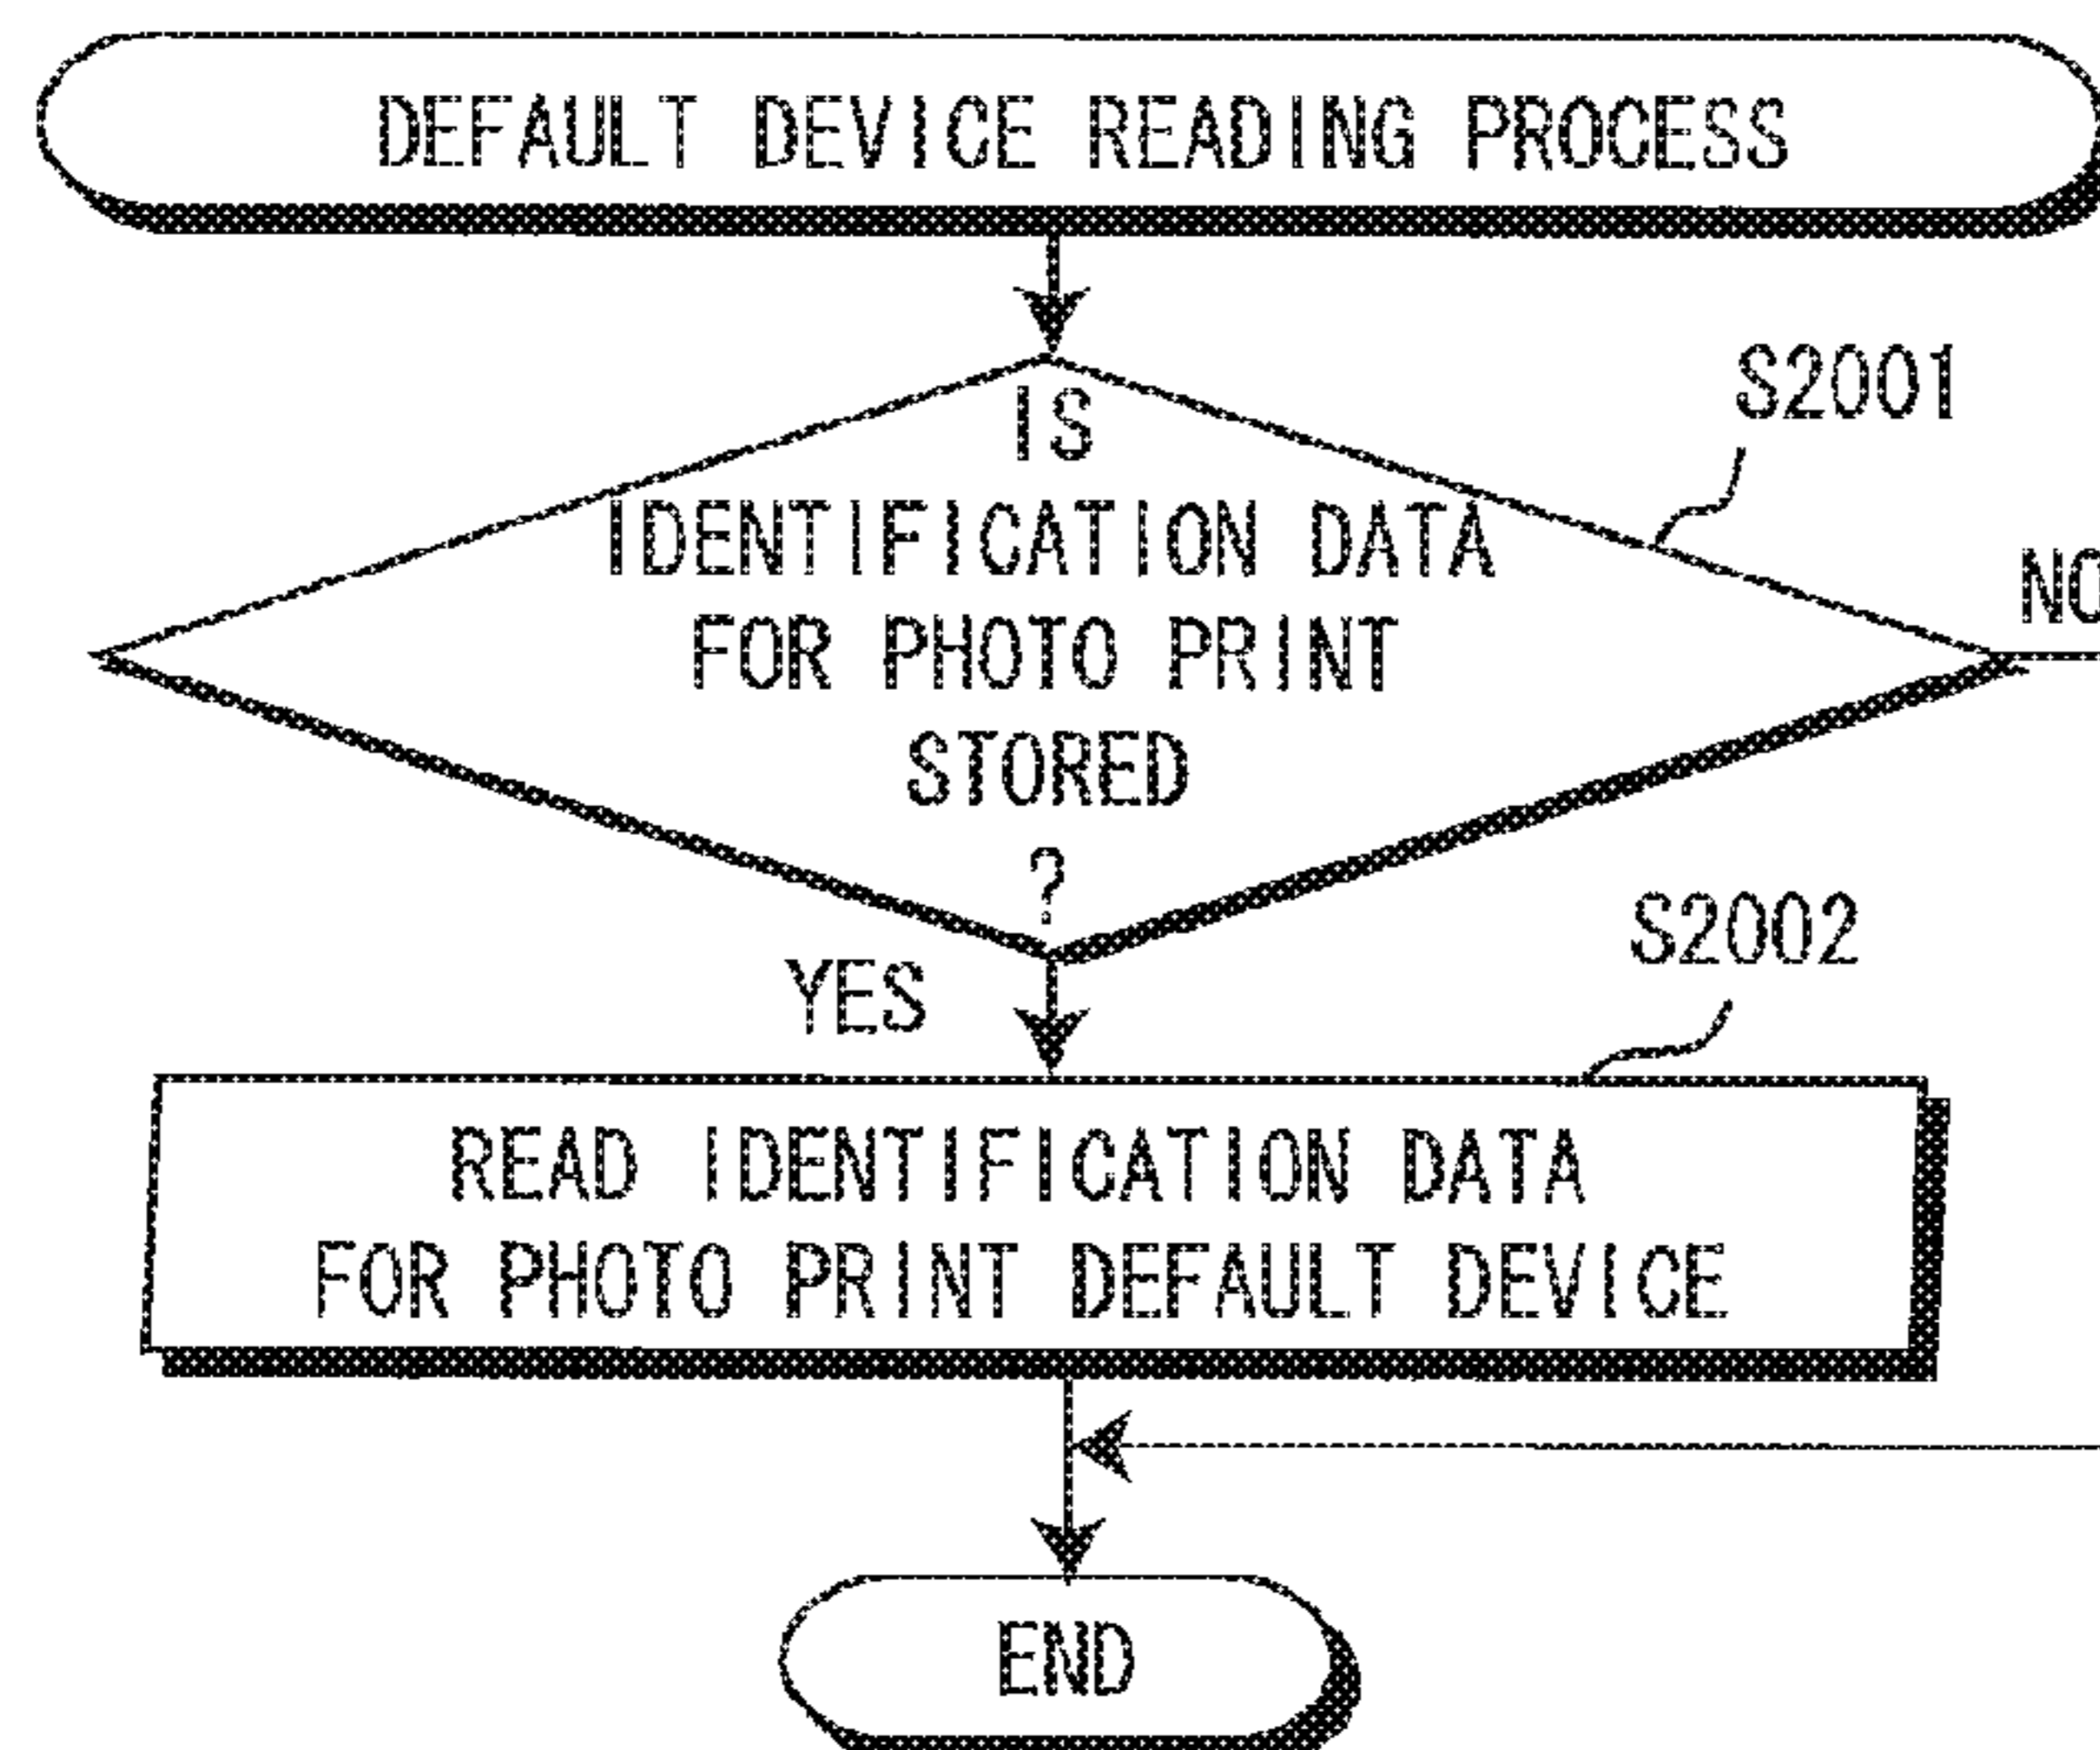 DEFAULT DEVICE READING PROCESS
S2001
IS
IDENTIFICATION DATA
FOR PHOTO PRINT
STORED
?
NO
YES
S2002
READ IDENTIFICATION DATA
FOR PHOTO PRINT DEFAULT DEVICE
END